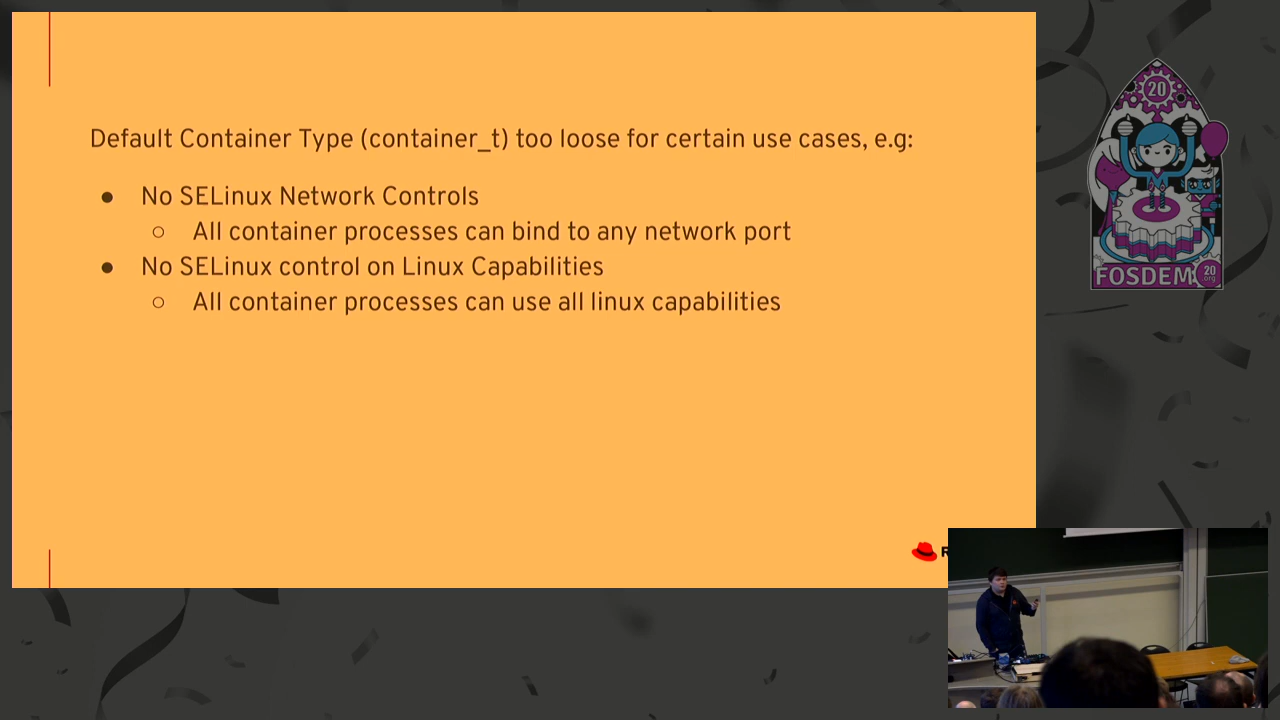 Default Container Type (container_t) too loose for certain use cases, e.g:
● No SELinux Network Controls
○ All container processes can bind to any network port
● No SELinux control on Linux Capabilities
○ All container processes can use all linux capabilities
R
20
FOSDEM
20
org